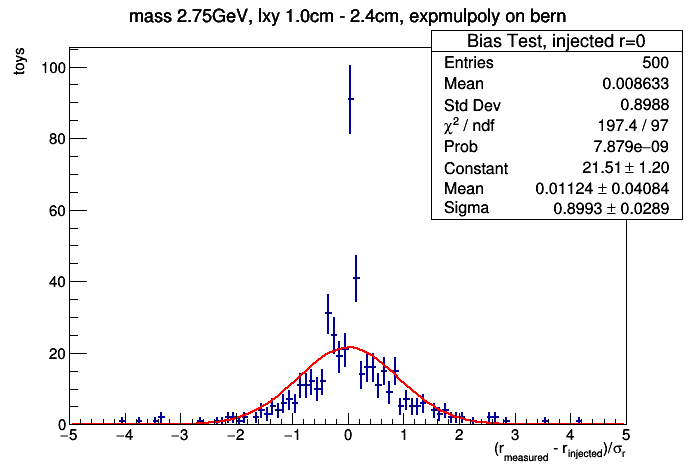 mass 2.75GeV, lxy 1.0cm - 2.4cm, expmulpoly on bern
Bias Test, injected r=0
Entries 500
Mean 0.008633
Std Dev 0.8988
χ² / ndf 197.4 / 97
Prob 7.879e−09
Constant 21.51 ± 1.20
Mean 0.01124 ± 0.04084
Sigma 0.8993 ± 0.0289
toys
100
80
60
40
20
0
−5 −4 −3 −2 −1 0 1 2 3 4 5
(r_measured - r_injected)/σ_r